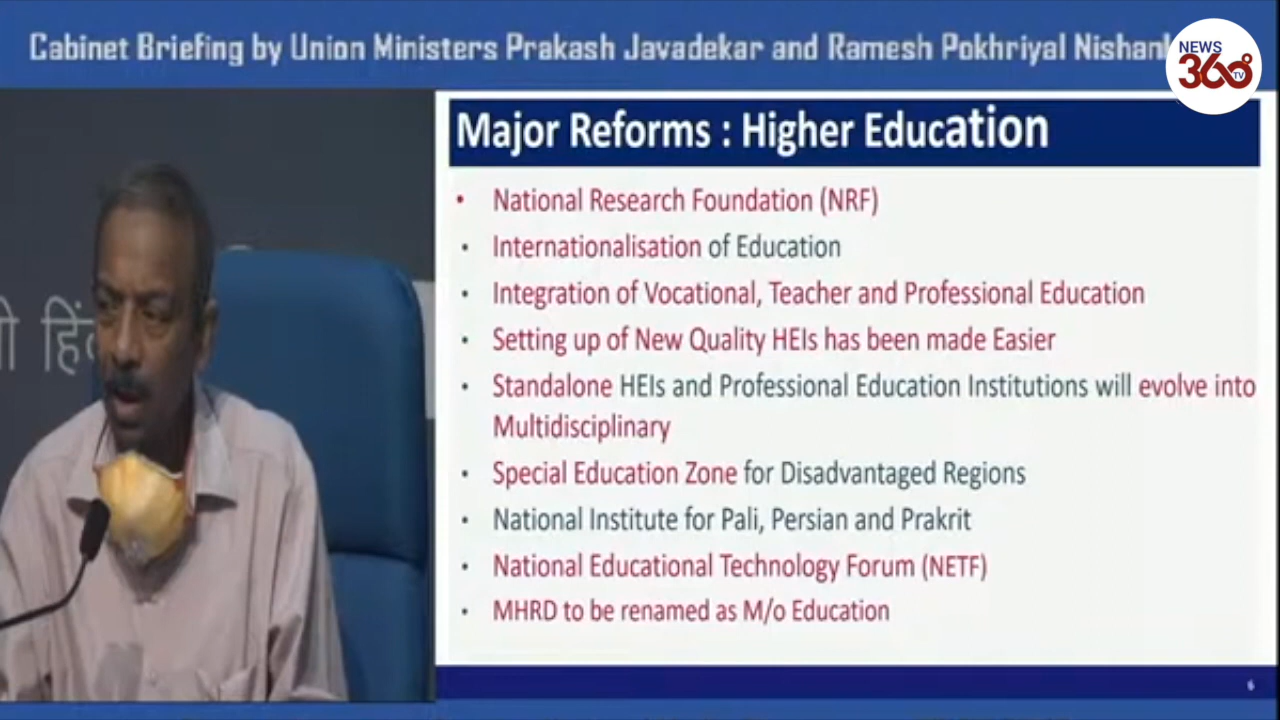 Cabinet Briefing by Union Ministers Prakash Javadekar and Ramesh Pokhriyal Nishank
NEWS
360
TV
Major Reforms : Higher Education
• National Research Foundation (NRF)
• Internationalisation of Education
• Integration of Vocational, Teacher and Professional Education
• Setting up of New Quality HEIs has been made Easier
• Standalone HEIs and Professional Education Institutions will evolve into
Multidisciplinary
• Special Education Zone for Disadvantaged Regions
• National Institute for Pali, Persian and Prakrit
• National Educational Technology Forum (NETF)
• MHRD to be renamed as M/o Education
6